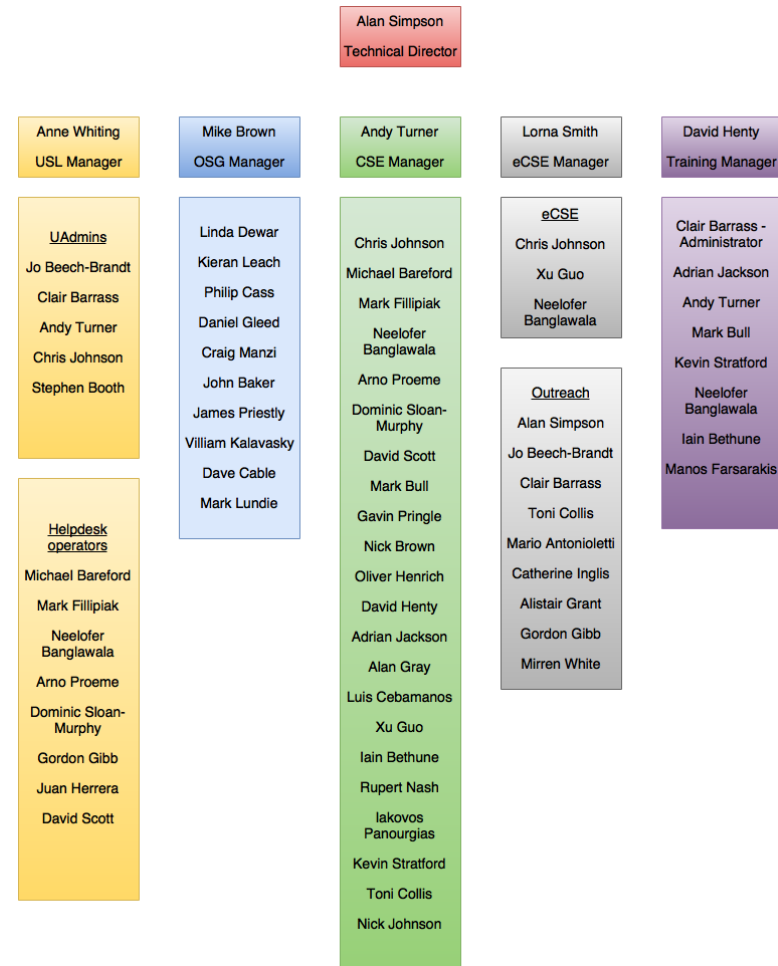 Alan Simpson
Technical Director
Anne Whiting
USL Manager
Mike Brown
OSG Manager
Andy Turner
CSE Manager
Lorna Smith
eCSE Manager
David Henty
Training Manager
UAdmins
Jo Beech-Brandt
Clair Barrass
Andy Turner
Chris Johnson
Stephen Booth
Helpdesk
operators
Michael Bareford
Mark Fillipiak
Neelofer
Banglawala
Arno Proeme
Dominic Sloan-
Murphy
Gordon Gibb
Juan Herrera
David Scott
Linda Dewar
Kieran Leach
Philip Cass
Daniel Gleed
Craig Manzi
John Baker
James Priestly
Villiam Kalavasky
Dave Cable
Mark Lundie
Chris Johnson
Michael Bareford
Mark Fillipiak
Neelofer
Banglawala
Arno Proeme
Dominic Sloan-
Murphy
David Scott
Mark Bull
Gavin Pringle
Nick Brown
Oliver Henrich
David Henty
Adrian Jackson
Alan Gray
Luis Cebamanos
Xu Guo
Iain Bethune
Rupert Nash
Iakovos
Panourgias
Kevin Stratford
Toni Collis
Nick Johnson
eCSE
Chris Johnson
Xu Guo
Neelofer
Banglawala
Outreach
Alan Simpson
Jo Beech-Brandt
Clair Barrass
Toni Collis
Mario Antonioletti
Catherine Inglis
Alistair Grant
Gordon Gibb
Mirren White
Clair Barrass -
Administrator
Adrian Jackson
Andy Turner
Mark Bull
Kevin Stratford
Neelofer
Banglawala
Iain Bethune
Manos Farsarakis